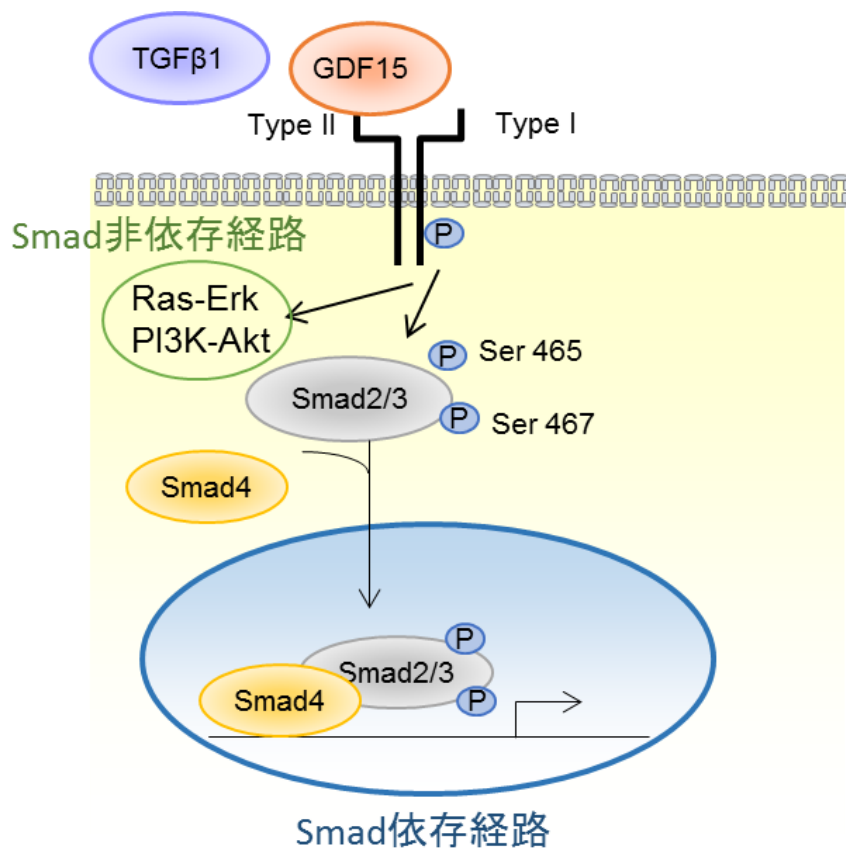 TGFβ1
GDF15
Type II
Type I
Smad非依存経路
P
Ras-Erk
PI3K-Akt
P
Ser 465
Smad2/3
P
Ser 467
Smad4
P
Smad2/3
P
Smad4
Smad依存経路